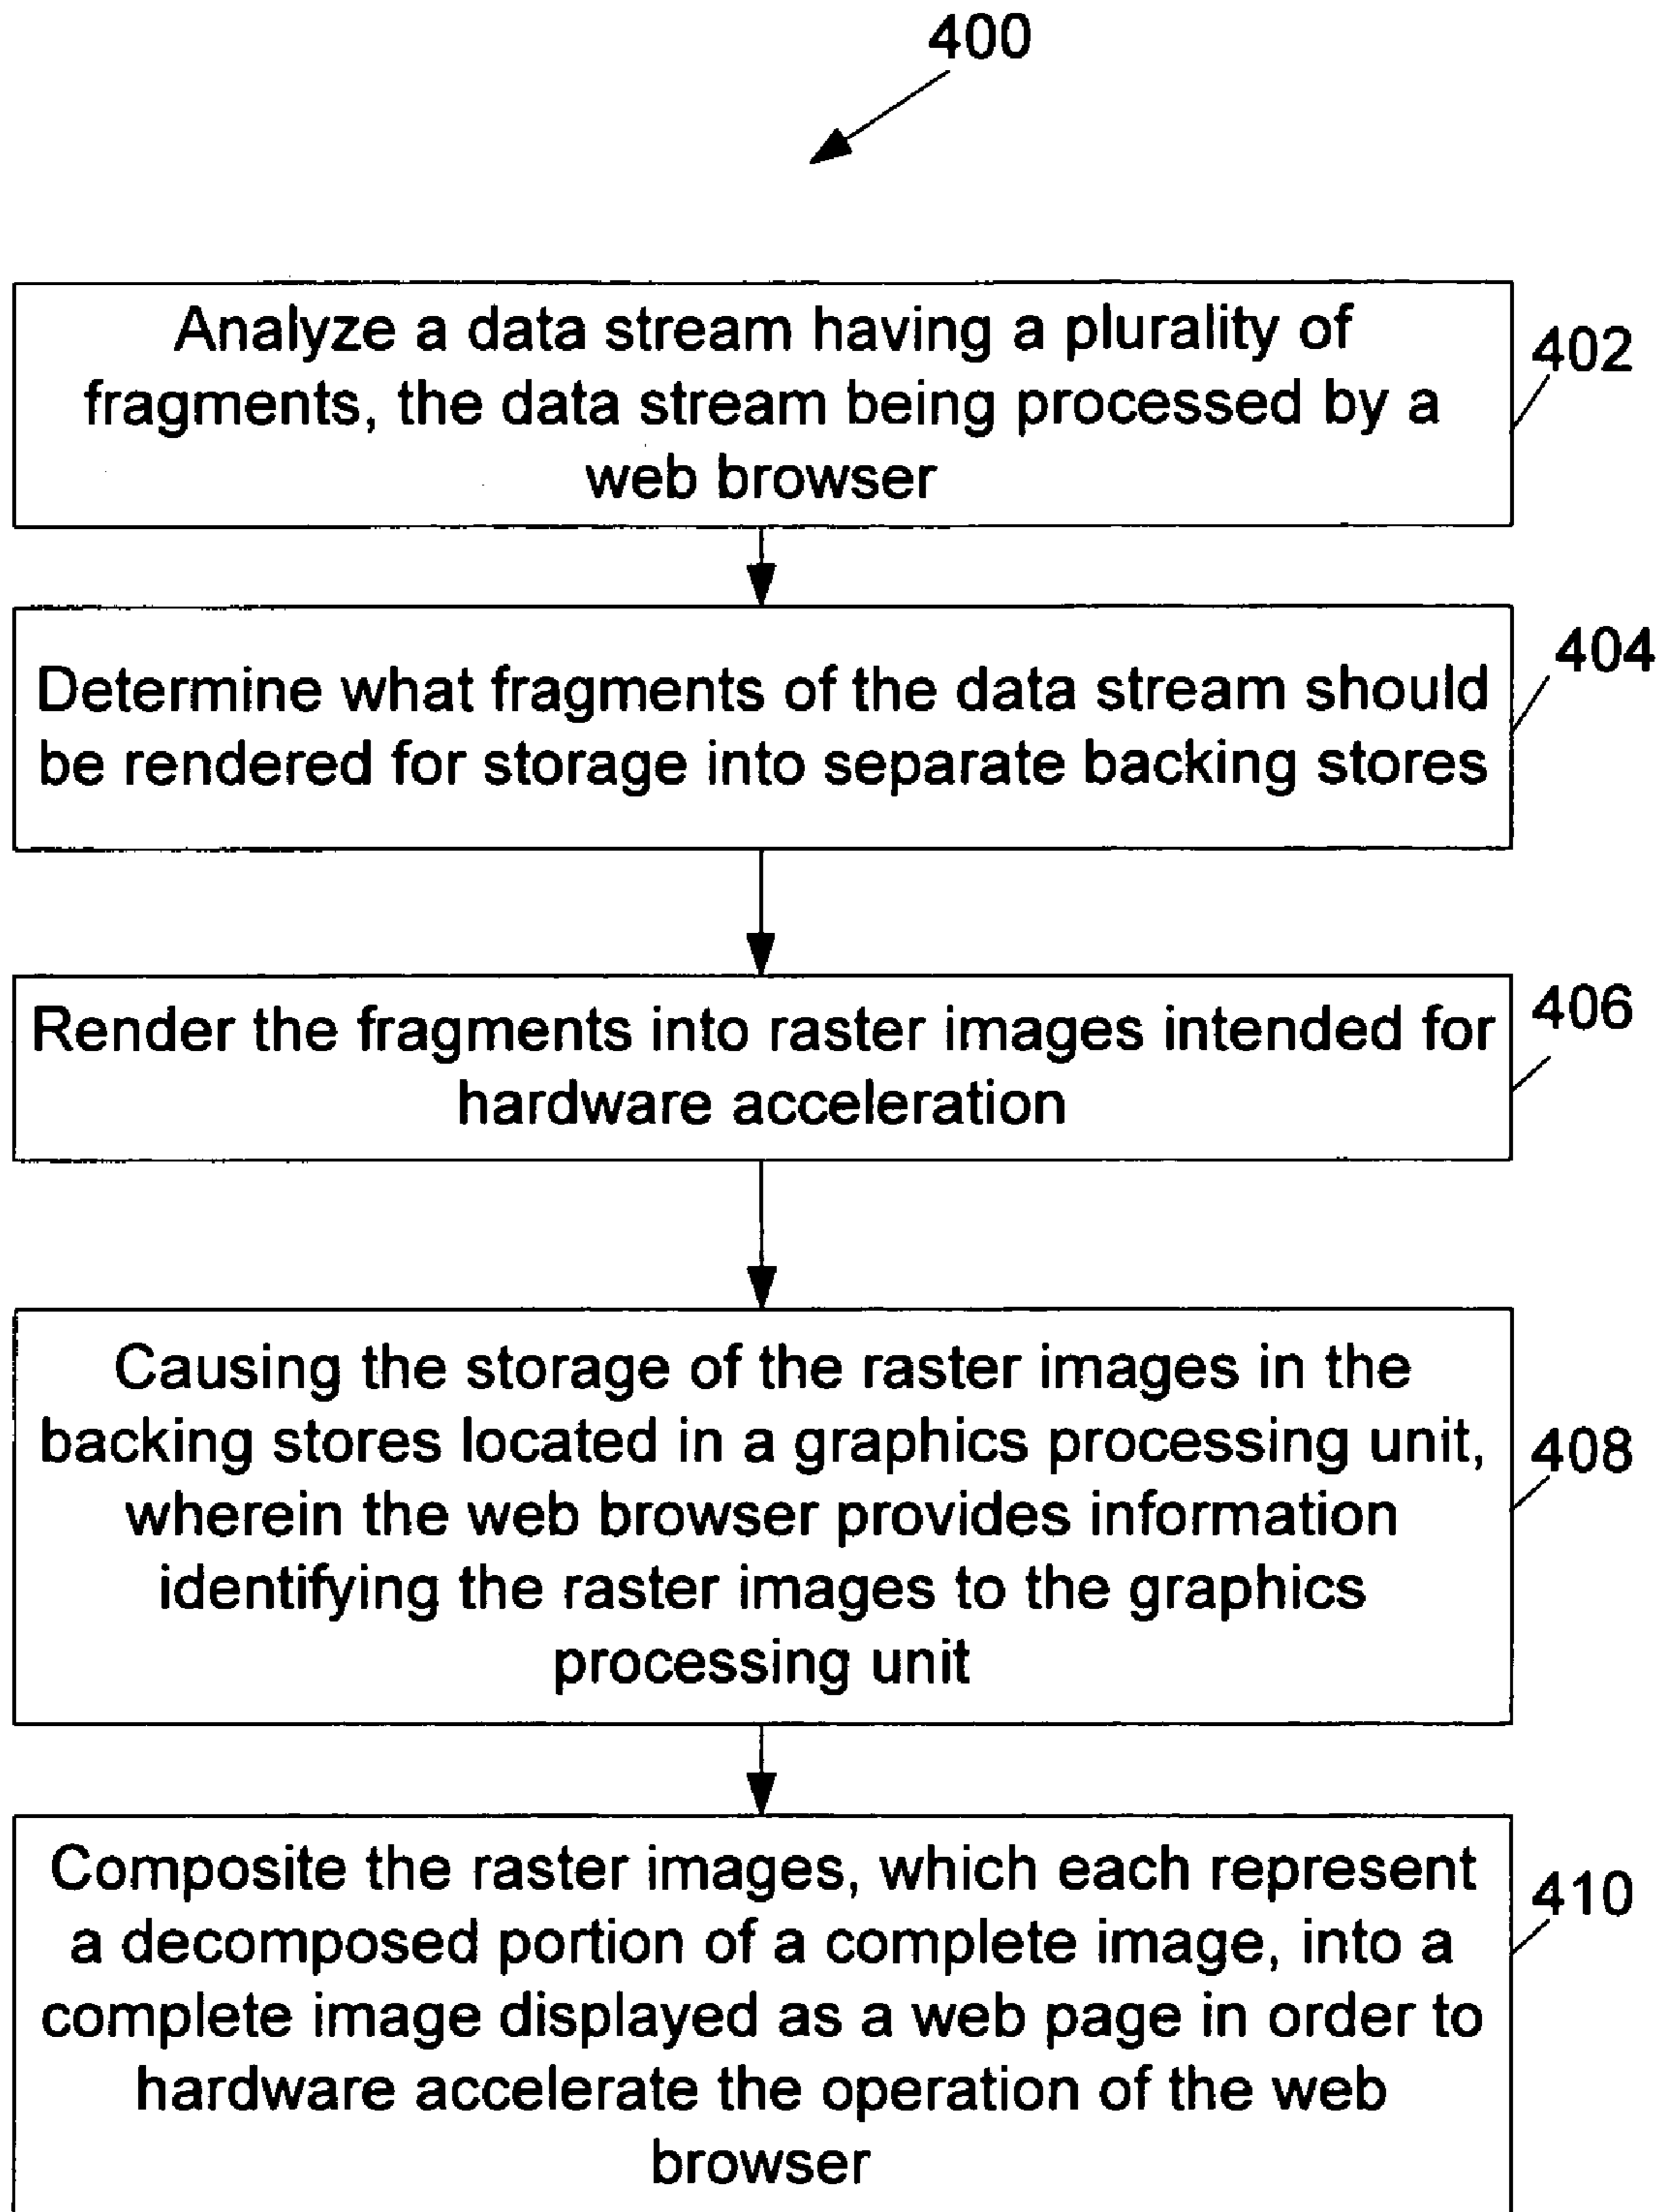 400
Analyze a data stream having a plurality of
fragments, the data stream being processed by a
web browser
402
Determine what fragments of the data stream should
be rendered for storage into separate backing stores
404
Render the fragments into raster images intended for
hardware acceleration
406
Causing the storage of the raster images in the
backing stores located in a graphics processing unit,
wherein the web browser provides information
identifying the raster images to the graphics
processing unit
408
Composite the raster images, which each represent
a decomposed portion of a complete image, into a
complete image displayed as a web page in order to
hardware accelerate the operation of the web
browser
410